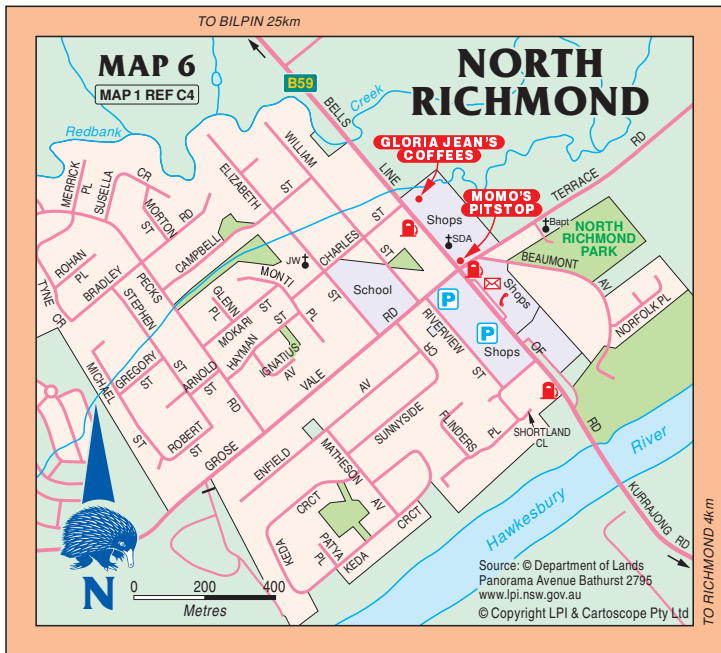 TO BILPIN 25km
MAP 6
MAP 1 REF C4
B59
NORTH
RICHMOND
Redbank
Creek
BELLS
LINE
OF
RD
KURRAJONG RD
TERRACE
RD
GLORIA JEAN'S
COFFEES
MOMO'S
PITSTOP
Shops
SDA
Bapt
NORTH
RICHMOND
PARK
BEAUMONT
AV
NORFOLK PL
Shops
P
P
Shops
School
JW
MERRICK
PL
SUSELLA
CR
MORTON
ST
RD
ELIZABETH
ST
WILLIAM
ST
CAMPBELL
CHARLES
ST
ST
ROHAN
PL
BRADLEY
TYNE
CR
PECKS
RD
STEPHEN
ST
MICHAEL
ST
GREGORY
ST
ARNOLD
ST
ROBERT
ST
GLENN
PL
MOKARI
ST
HAYMAN
ST
MONTI
PL
IGNATIUS
AV
GROSE
VALE
RD
RIVERVIEW
ST
ENFIELD
AV
SUNNYSIDE
CR
FLINDERS
PL
SHORTLAND
CL
MATHESON
AV
KEDA
CRCT
PATYA
PL
KEDA
CRCT
Hawkesbury
River
N
0 200 400
Metres
Source: © Department of Lands
Panorama Avenue Bathurst 2795
www.lpi.nsw.gov.au
© Copyright LPI & Cartoscope Pty Ltd
TO RICHMOND 4km